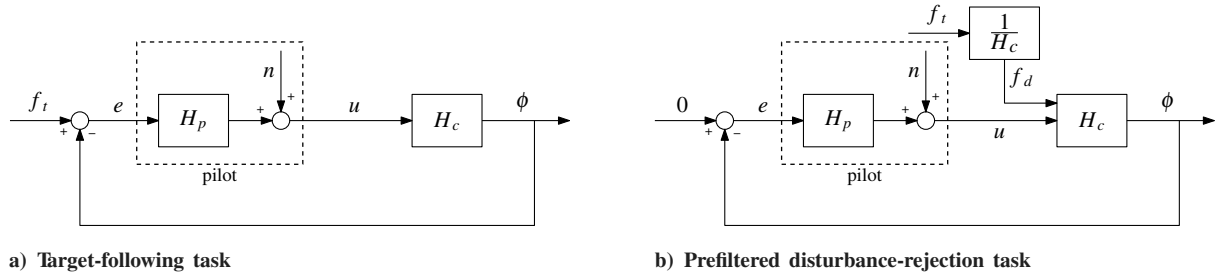 f_t
+
−
e
H_p
n
+
+
pilot
u
H_c
ϕ
a) Target-following task
0
+
−
e
H_p
n
+
+
pilot
u
f_t
1
H_c
f_d
H_c
ϕ
b) Prefiltered disturbance-rejection task